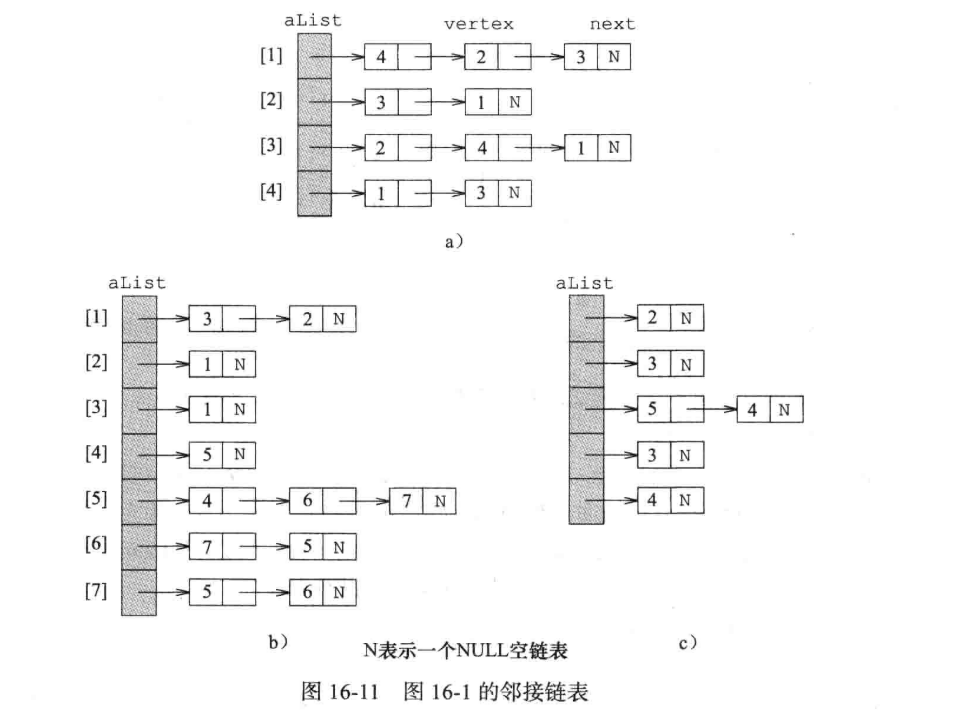 aList vertex next
[1] 4 2 3 N
[2] 3 1 N
[3] 2 4 1 N
[4] 1 3 N
a）
aList
[1] 3 2 N
[2] 1 N
[3] 1 N
[4] 5 N
[5] 4 6 7 N
[6] 7 5 N
[7] 5 6 N
b）
aList
2 N
3 N
5 4 N
3 N
4 N
c）
N表示一个NULL空链表
图 16-11 图 16-1 的邻接链表